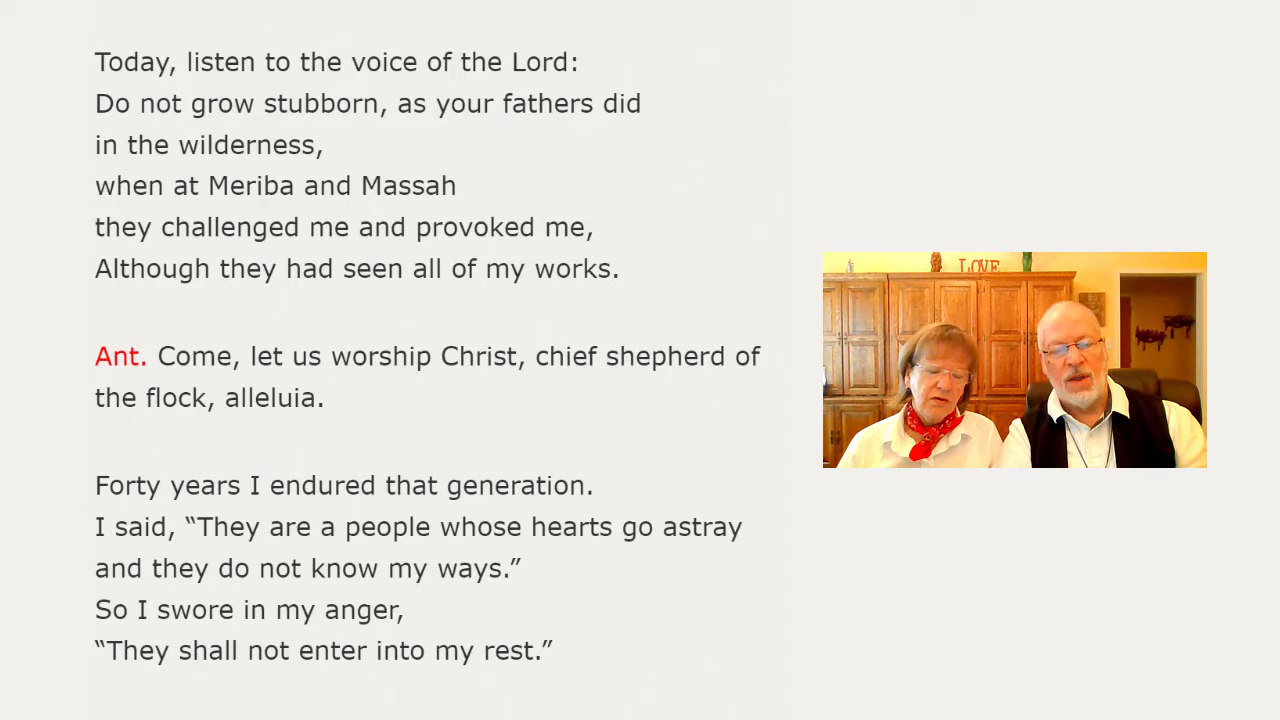 Today, listen to the voice of the Lord:
Do not grow stubborn, as your fathers did
in the wilderness,
when at Meriba and Massah
they challenged me and provoked me,
Although they had seen all of my works.
Ant. Come, let us worship Christ, chief shepherd of
the flock, alleluia.
Forty years I endured that generation.
I said, “They are a people whose hearts go astray
and they do not know my ways.”
So I swore in my anger,
“They shall not enter into my rest.”
LOVE